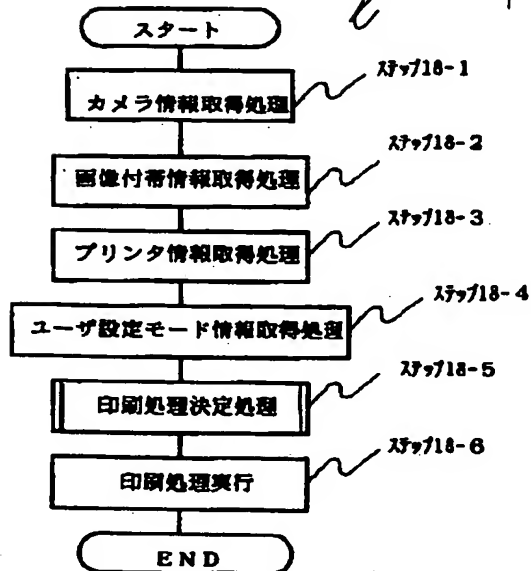 スタート
ステップ18-1
カメラ情報取得処理
ステップ18-2
画像付帯情報取得処理
ステップ18-3
プリンタ情報取得処理
ステップ18-4
ユーザ設定モード情報取得処理
ステップ18-5
印刷処理決定処理
ステップ18-6
印刷処理実行
END